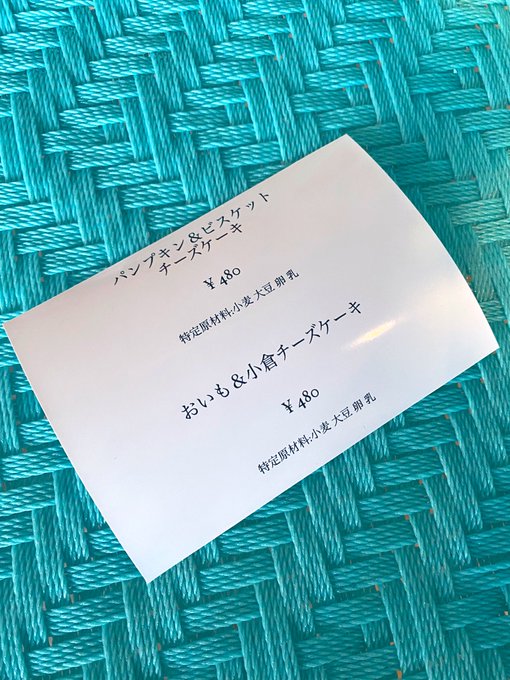 パンプキン&ビスケット
チーズケーキ
¥480
特定原材料:小麦 大豆 卵 乳
おいも&小倉チーズケーキ
¥480
特定原材料:小麦 大豆 卵 乳